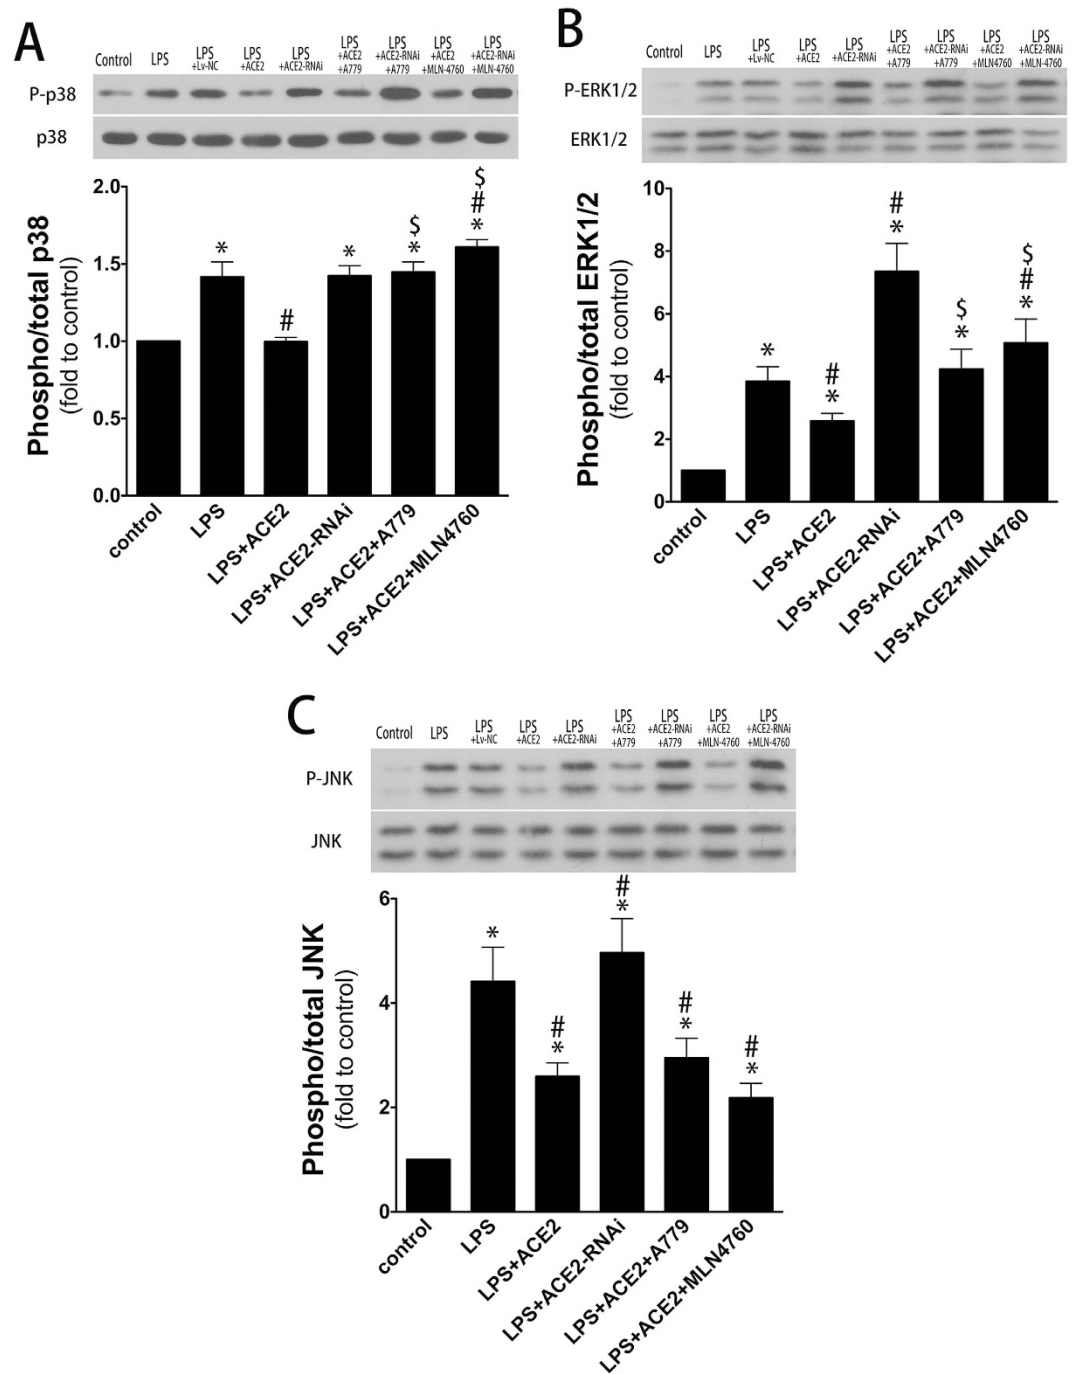 A
Control
LPS
LPS
+Lv-NC
LPS
+ACE2
LPS
+ACE2-RNAi
LPS
+ACE2
+A779
LPS
+ACE2-RNAi
+A779
LPS
+ACE2
+MLN-4760
LPS
+ACE2-RNAi
+MLN-4760
P-p38
p38
Phospho/total p38
(fold to control)
2.0
1.5
1.0
0.5
0.0
*
#
*
$
*
$
#
*
control
LPS
LPS+ACE2
LPS+ACE2-RNAi
LPS+ACE2+A779
LPS+ACE2+MLN4760
B
Control
LPS
LPS
+Lv-NC
LPS
+ACE2
LPS
+ACE2-RNAi
LPS
+ACE2
+A779
LPS
+ACE2-RNAi
+A779
LPS
+ACE2
+MLN4760
LPS
+ACE2-RNAi
+MLN-4760
P-ERK1/2
ERK1/2
Phospho/total ERK1/2
(fold to control)
10
8
6
4
2
0
*
#
*
#
*
$
*
$
#
*
control
LPS
LPS+ACE2
LPS+ACE2-RNAi
LPS+ACE2+A779
LPS+ACE2+MLN4760
C
Control
LPS
LPS
+Lv-NC
LPS
+ACE2
LPS
+ACE2-RNAi
LPS
+ACE2
+A779
LPS
+ACE2-RNAi
+A779
LPS
+ACE2
+MLN-4760
LPS
+ACE2-RNAi
+MLN-4760
P-JNK
JNK
Phospho/total JNK
(fold to control)
6
4
2
0
*
#
*
#
*
#
*
#
*
control
LPS
LPS+ACE2
LPS+ACE2-RNAi
LPS+ACE2+A779
LPS+ACE2+MLN4760